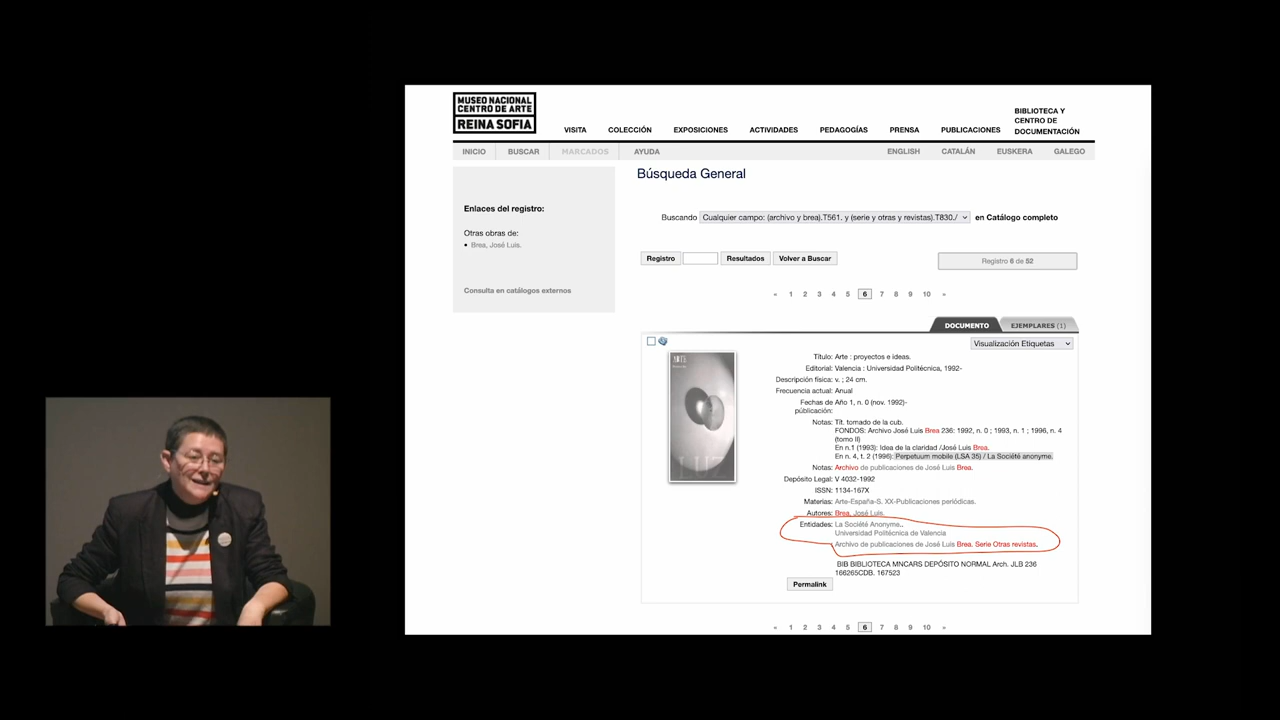 MUSEO NACIONAL
CENTRO DE ARTE
REINA SOFIA
VISITA COLECCIÓN EXPOSICIONES ACTIVIDADES PEDAGOGÍAS PRENSA PUBLICACIONES BIBLIOTECA Y
CENTRO DE
DOCUMENTACIÓN
INICIO BUSCAR MARCADOS AYUDA ENGLISH CATALÁN EUSKERA GALEGO
Enlaces del registro:
Otras obras de:
• Brea, José Luis.
Consulta en catálogos externos
Búsqueda General
Buscando Cualquier campo: (archivo y brea).T561. y (serie y otras y revistas).T830./ en Catálogo completo
Registro Resultados Volver a Buscar Registro 6 de 52
« 1 2 3 4 5 6 7 8 9 10 »
DOCUMENTO EJEMPLARES (1)
Visualización Etiquetas
ARTE
LUZ
Título: Arte : proyectos e ideas.
Editorial: Valencia : Universidad Politécnica, 1992-
Descripción física: v. ; 24 cm.
Frecuencia actual: Anual
Fechas de Año 1, n. 0 (nov. 1992)-
públicación:
Notas: Tít. tomado de la cub.
FONDOS: Archivo José Luis Brea 236: 1992, n. 0 ; 1993, n. 1 ; 1996, n. 4
(tomo II)
En n.1 (1993): Idea de la claridad /José Luis Brea.
En n. 4, t. 2 (1996): Perpetuum mobile (LSA 35) / La Société anonyme.
Notas: Archivo de publicaciones de José Luis Brea.
Depósito Legal: V 4032-1992
ISSN: 1134-167X
Materias: Arte-España-S. XX-Publicaciones periódicas.
Autores: Brea, José Luis.
Entidades: La Société Anonyme..
Universidad Politécnica de Valencia
Archivo de publicaciones de José Luis Brea. Serie Otras revistas.
BIB BIBLIOTECA MNCARS DEPÓSITO NORMAL Arch. JLB 236
166265CDB. 167523
Permalink
« 1 2 3 4 5 6 7 8 9 10 »